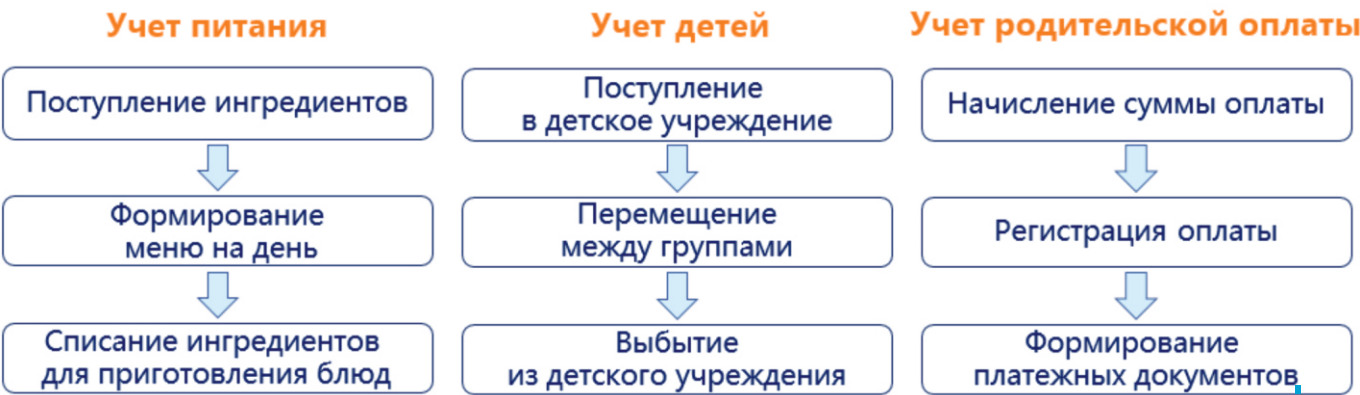 Учет питания
Поступление ингредиентов
Формирование
меню на день
Списание ингредиентов
для приготовления блюд
Учет детей
Поступление
в детское учреждение
Перемещение
между группами
Выбытие
из детского учреждения
Учет родительской оплаты
Начисление суммы оплаты
Регистрация оплаты
Формирование
платежных документов